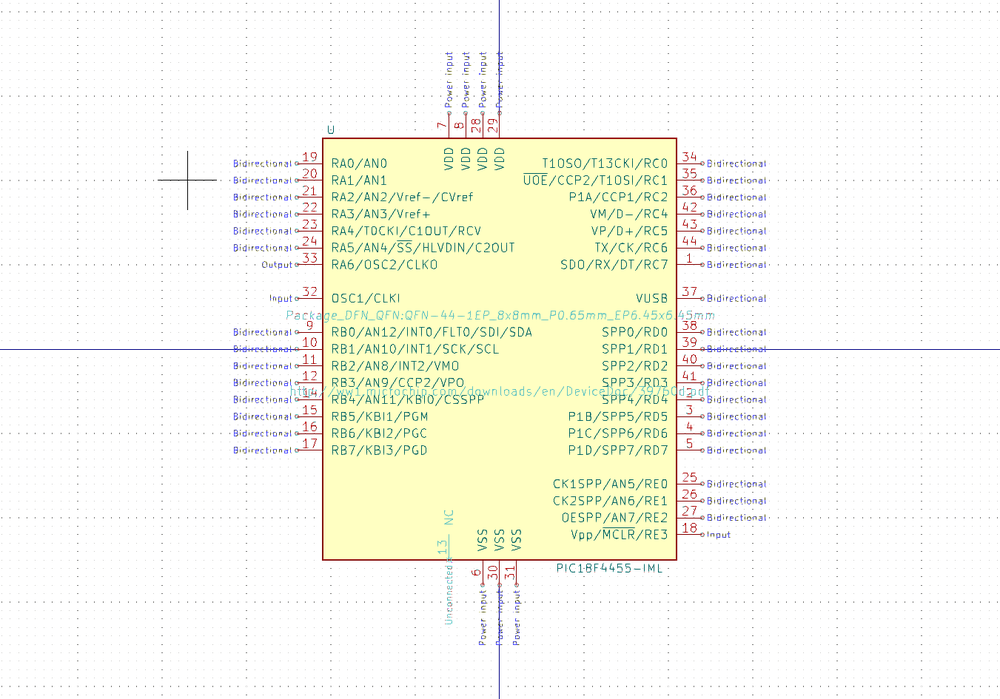 Power input Power input Power input Power input
7 8 28 29
VDD VDD VDD VDD
U
Bidirectional 19 RA0/AN0
Bidirectional 20 RA1/AN1
Bidirectional 21 RA2/AN2/Vref-/CVref
Bidirectional 22 RA3/AN3/Vref+
Bidirectional 23 RA4/T0CKI/C1OUT/RCV
Bidirectional 24 RA5/AN4/SS/HLVDIN/C2OUT
Output 33 RA6/OSC2/CLKO
Input 32 OSC1/CLKI
T1OSO/T13CKI/RC0 34 Bidirectional
UOE/CCP2/T1OSI/RC1 35 Bidirectional
P1A/CCP1/RC2 36 Bidirectional
VM/D-/RC4 42 Bidirectional
VP/D+/RC5 43 Bidirectional
TX/CK/RC6 44 Bidirectional
SDO/RX/DT/RC7 1 Bidirectional
VUSB 37 Bidirectional
Package_DFN_QFN:QFN-44-1EP_8x8mm_P0.65mm_EP6.45x6.45mm
Bidirectional 9 RB0/AN12/INT0/FLT0/SDI/SDA
Bidirectional 10 RB1/AN10/INT1/SCK/SCL
Bidirectional 11 RB2/AN8/INT2/VMO
Bidirectional 12 RB3/AN9/CCP2/VPO
http://ww1.microchip.com/downloads/en/DeviceDoc/39760d.pdf
Bidirectional 14 RB4/AN11/KBI0/CSSPP
Bidirectional 15 RB5/KBI1/PGM
Bidirectional 16 RB6/KBI2/PGC
Bidirectional 17 RB7/KBI3/PGD
SPP0/RD0 38 Bidirectional
SPP1/RD1 39 Bidirectional
SPP2/RD2 40 Bidirectional
SPP3/RD3 41 Bidirectional
SPP4/RD4 2 Bidirectional
P1B/SPP5/RD5 3 Bidirectional
P1C/SPP6/RD6 4 Bidirectional
P1D/SPP7/RD7 5 Bidirectional
CK1SPP/AN5/RE0 25 Bidirectional
CK2SPP/AN6/RE1 26 Bidirectional
OESPP/AN7/RE2 27 Bidirectional
Vpp/MCLR/RE3 18 Input
NC
13
Unconnected
VSS VSS VSS
6 30 31
Power input Power input Power input
PIC18F4455-IML